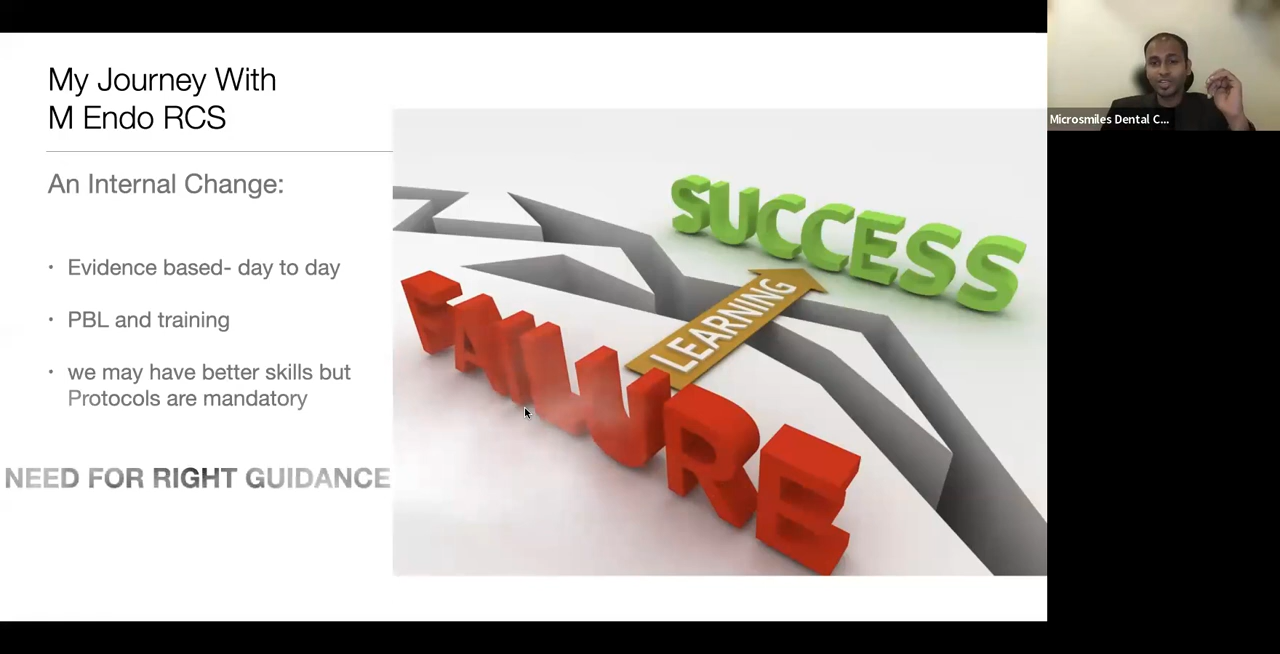 My Journey With
M Endo RCS
An Internal Change:
• Evidence based- day to day
• PBL and training
• we may have better skills but
Protocols are mandatory
NEED FOR RIGHT GUIDANCE
SUCCESS
LEARNING
FAILURE
Microsmiles Dental C...